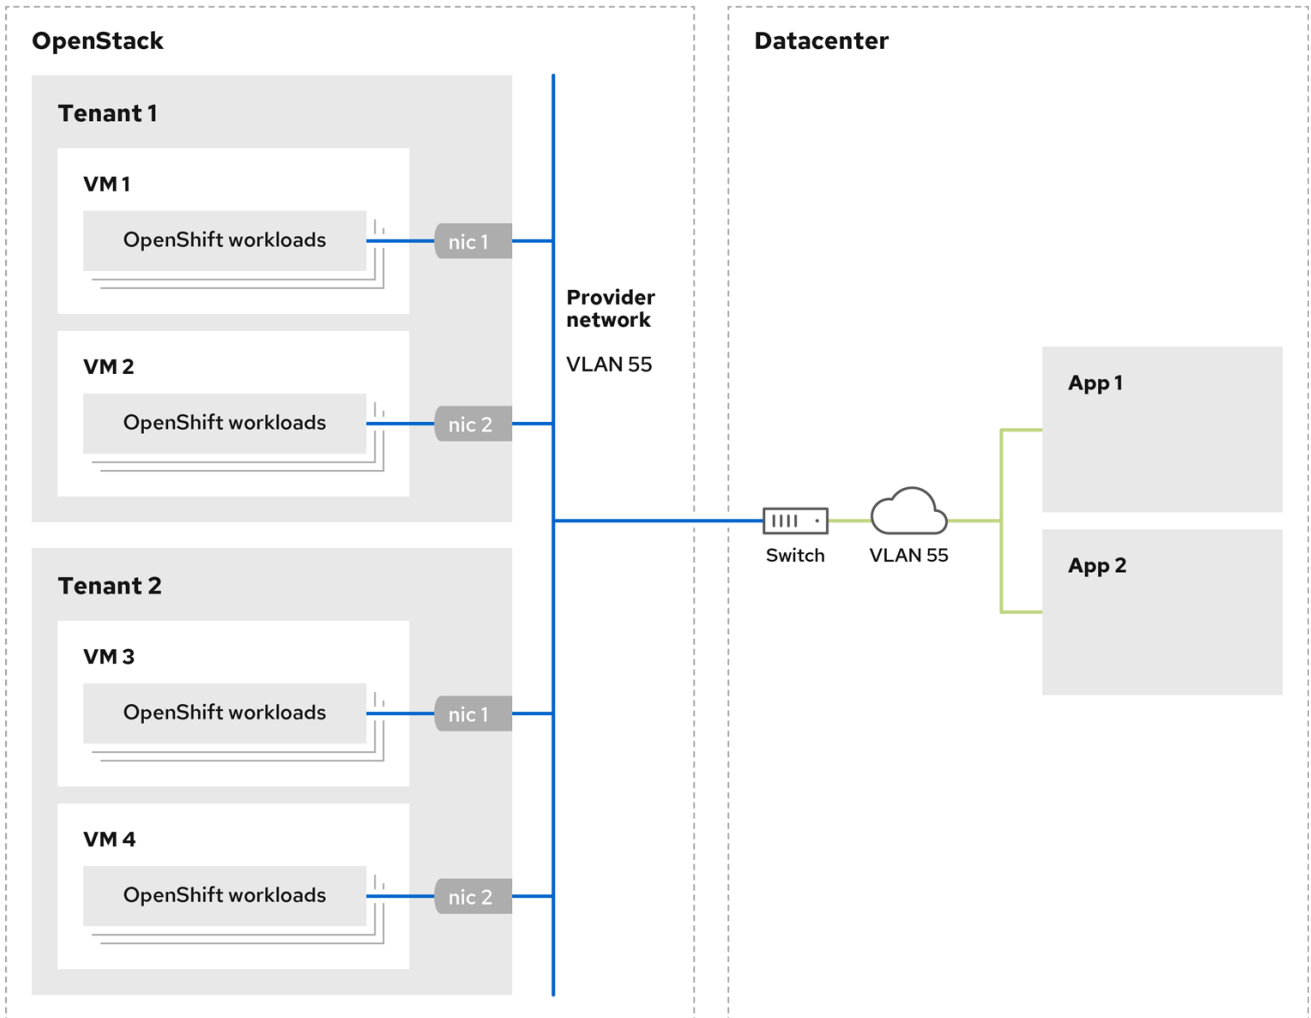 OpenStack
Tenant 1
VM 1
OpenShift workloads
nic 1
VM 2
OpenShift workloads
nic 2
Tenant 2
VM 3
OpenShift workloads
nic 1
VM 4
OpenShift workloads
nic 2
Provider
network
VLAN 55
Datacenter
Switch
VLAN 55
App 1
App 2